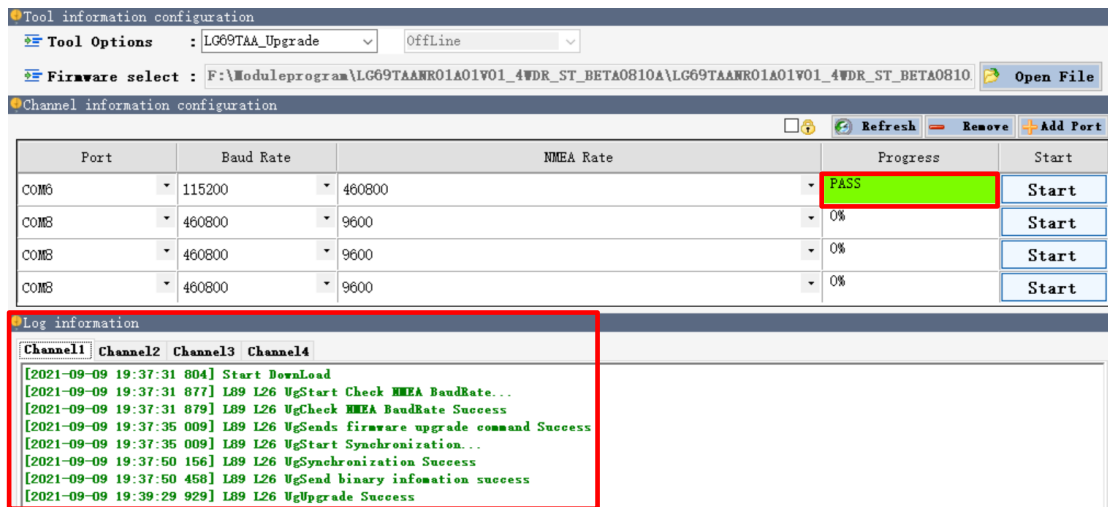 Tool information configuration
Tool Options : LG69TAA_Upgrade OffLine
Firmware select : F:\Moduleprogram\LG69TAANR01A01V01_4WDR_ST_BETA0810A\LG69TAANR01A01V01_4WDR_ST_BETA0810. Open File
Channel information configuration
Refresh Remove Add Port
Port Baud Rate NMEA Rate Progress Start
COM6 115200 460800 PASS Start
COM8 460800 9600 0% Start
COM8 460800 9600 0% Start
COM8 460800 9600 0% Start
Log information
Channel1 Channel2 Channel3 Channel4
[2021-09-09 19:37:31 804] Start DownLoad
[2021-09-09 19:37:31 877] L89 L26 UgStart Check NMEA BaudRate...
[2021-09-09 19:37:31 879] L89 L26 UgCheck NMEA BaudRate Success
[2021-09-09 19:37:35 009] L89 L26 UgSends firmware upgrade command Success
[2021-09-09 19:37:35 009] L89 L26 UgStart Synchronization...
[2021-09-09 19:37:50 156] L89 L26 UgSynchronization Success
[2021-09-09 19:37:50 458] L89 L26 UgSend binary infomation success
[2021-09-09 19:39:29 929] L89 L26 UgUpgrade Success